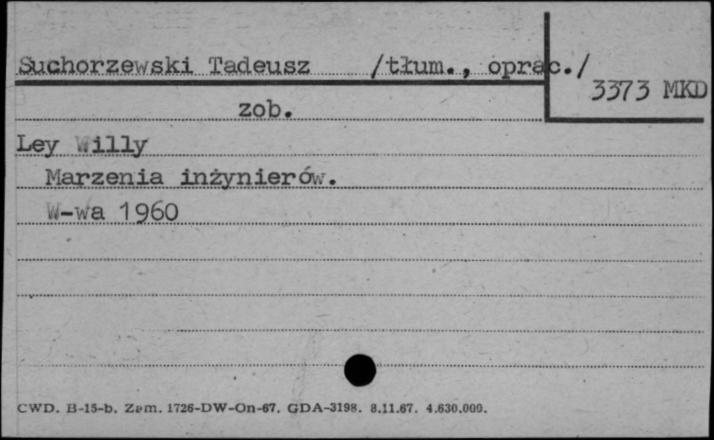 Suchorzewski Tadeusz /tłum., oprac./
3373 MKD
zob.
Ley Willy
Marzenia inżynierów.
W-wa 1960
CWD. B-15-b. Zam. 1726-DW-On-67. GDA-3198. 8.11.67. 4.630.000.